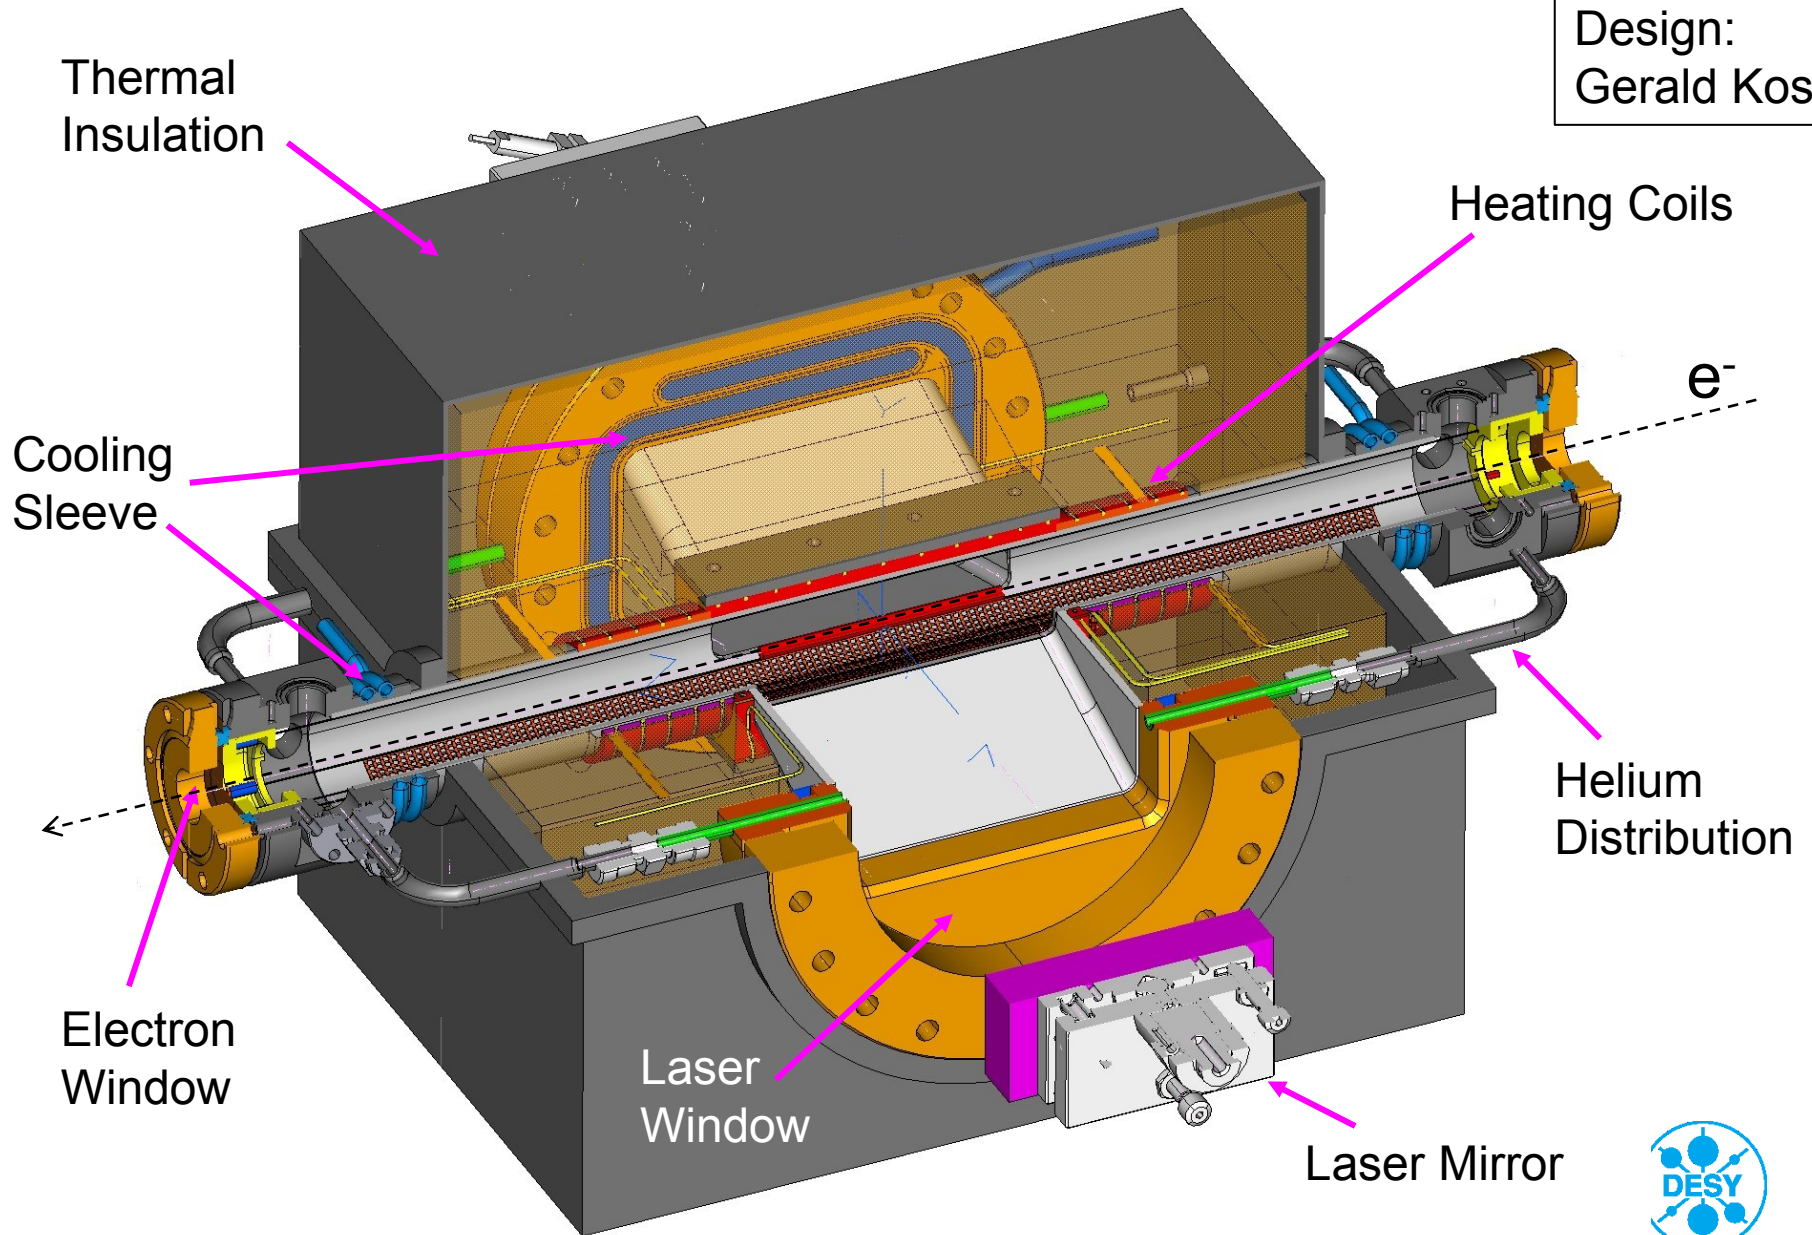 Design:
Gerald Kos
Thermal
Insulation
Heating Coils
e-
Cooling
Sleeve
Helium
Distribution
Electron
Window
Laser
Window
Laser Mirror
DESY